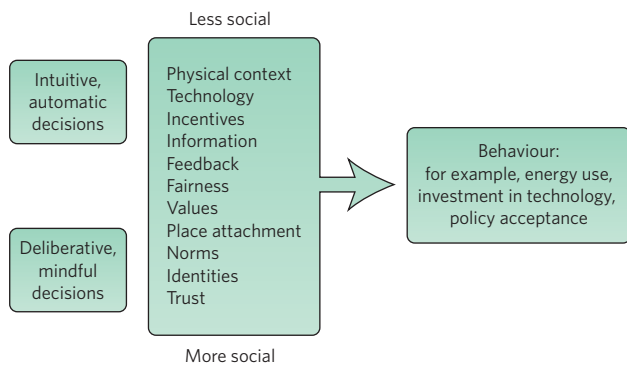 Less social
Intuitive,
automatic
decisions
Deliberative,
mindful
decisions
Physical context
Technology
Incentives
Information
Feedback
Fairness
Values
Place attachment
Norms
Identities
Trust
More social
Behaviour:
for example, energy use,
investment in technology,
policy acceptance